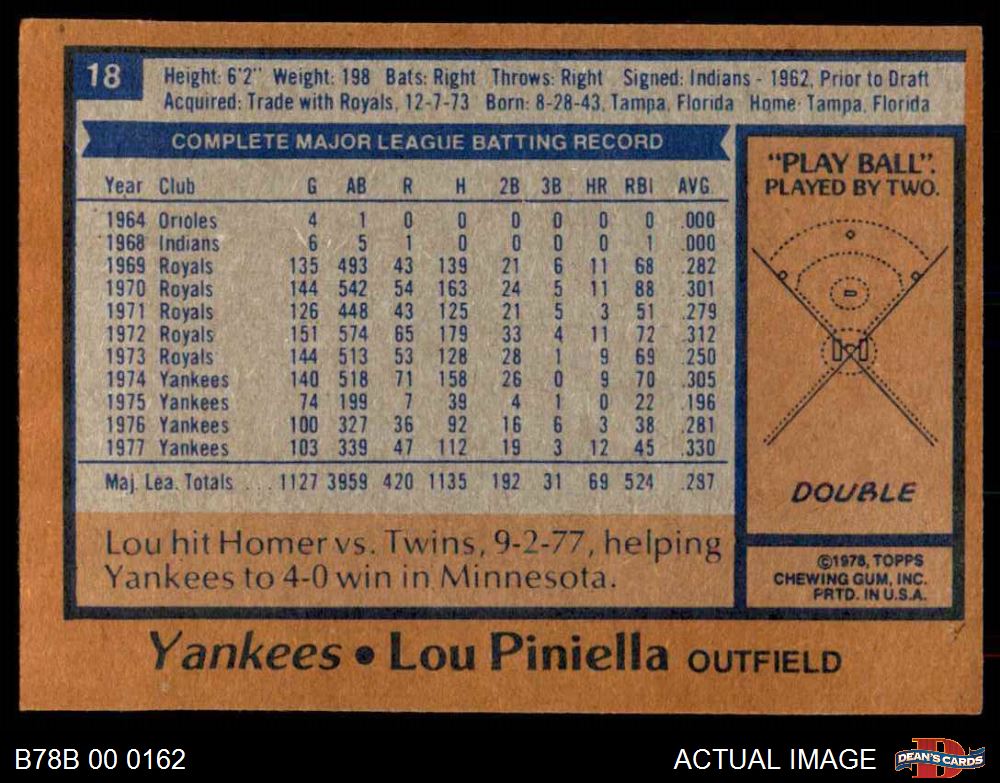 18
Height: 6'2" Weight: 198 Bats: Right Throws: Right Signed: Indians - 1962, Prior to Draft
Acquired: Trade with Royals, 12-7-73 Born: 8-28-43, Tampa, Florida Home: Tampa, Florida
COMPLETE MAJOR LEAGUE BATTING RECORD
Year Club G AB R H 2B 3B HR RBI AVG.
1964 Orioles 4 1 0 0 0 0 0 0 .000
1968 Indians 6 5 1 0 0 0 0 1 .000
1969 Royals 135 493 43 139 21 6 11 68 .282
1970 Royals 144 542 54 163 24 5 11 88 .301
1971 Royals 126 448 43 125 21 5 3 51 .279
1972 Royals 151 574 65 179 33 4 11 72 .312
1973 Royals 144 513 53 128 28 1 9 69 .250
1974 Yankees 140 518 71 158 26 0 9 70 .305
1975 Yankees 74 199 7 39 4 1 0 22 .196
1976 Yankees 100 327 36 92 16 6 3 38 .281
1977 Yankees 103 339 47 112 19 3 12 45 .330
Maj. Lea. Totals ... 1127 3959 420 1135 192 31 69 524 .287
Lou hit Homer vs. Twins, 9-2-77, helping
Yankees to 4-0 win in Minnesota.
"PLAY BALL".
PLAYED BY TWO.
DOUBLE
©1978, TOPPS
CHEWING GUM, INC.
PRTD. IN U.S.A.
Yankees • Lou Piniella OUTFIELD
B78B 00 0162
ACTUAL IMAGE
D
DEAN'S CARDS